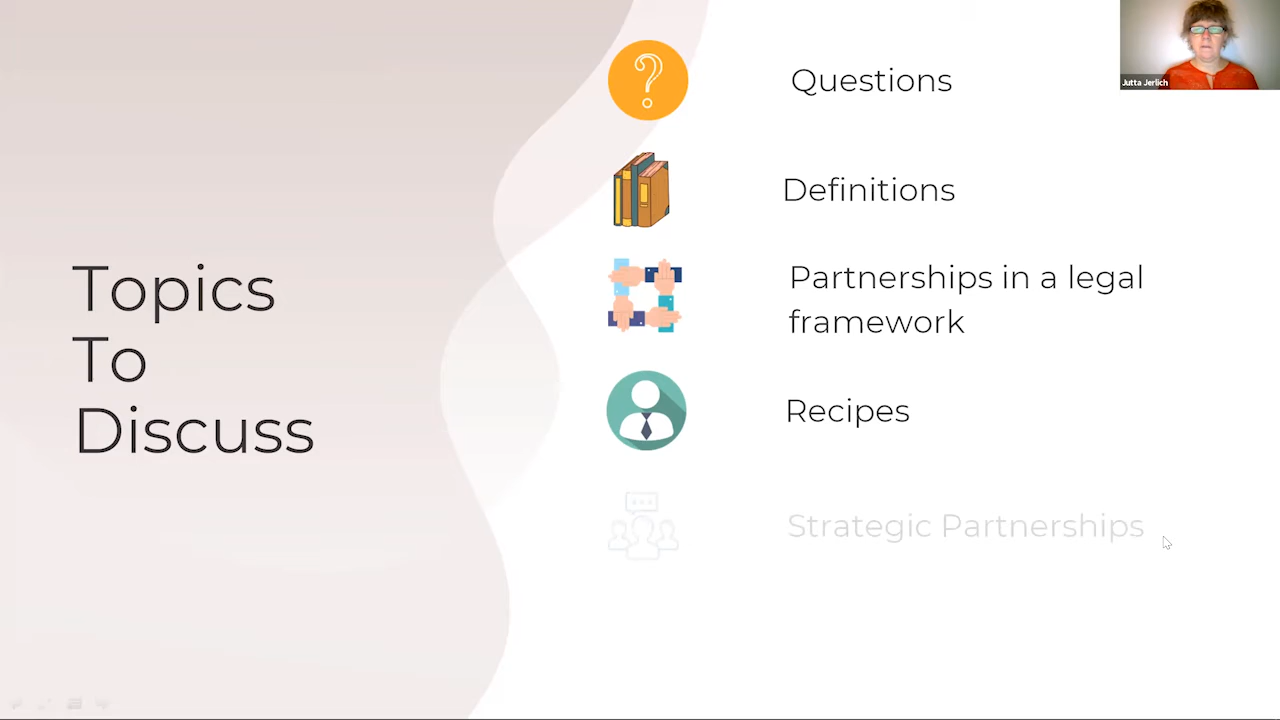 Topics
To
Discuss
Questions
Definitions
Partnerships in a legal
framework
Recipes
Strategic Partnerships
Jutta Jerlich